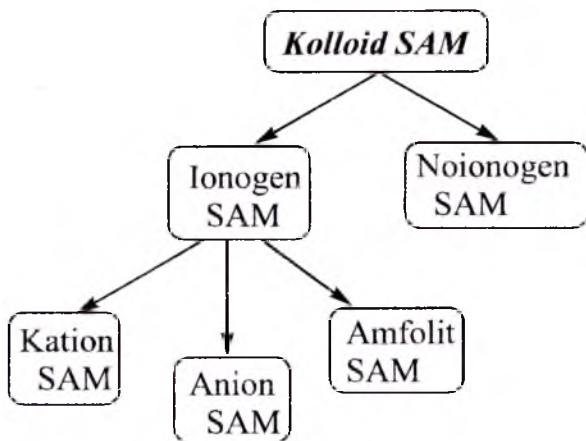 Kolloid SAM
Ionogen
SAM
Noionogen
SAM
Kation
SAM
Anion
SAM
Amfolit
SAM